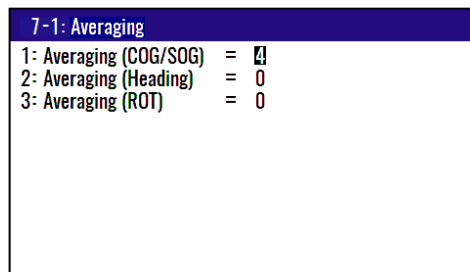 7-1: Averaging
1: Averaging (COG/SOG) = 4
2: Averaging (Heading) = 0
3: Averaging (ROT) = 0